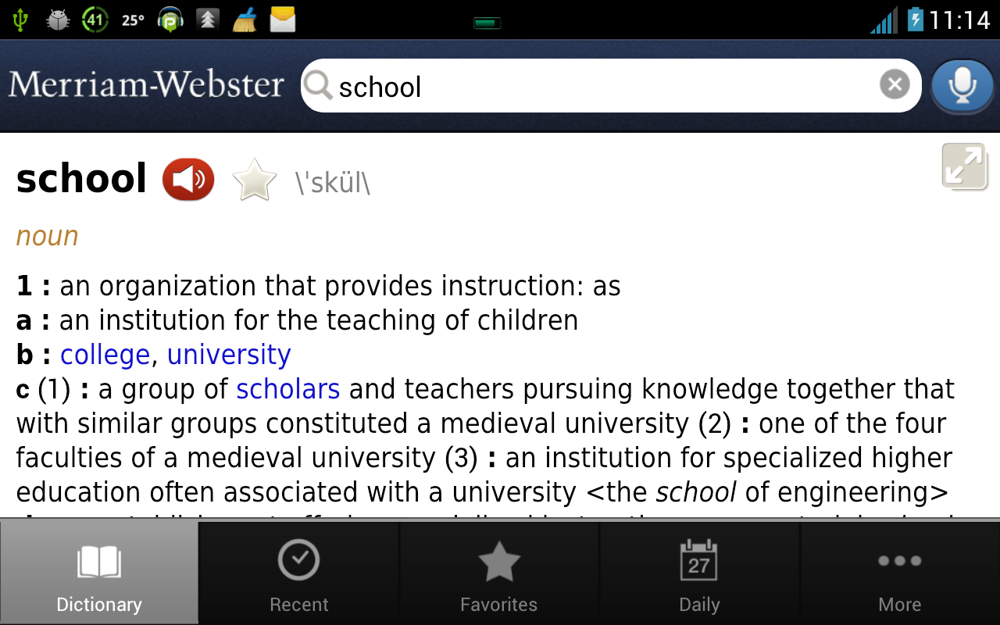 41 25° 11:14
Merriam-Webster school
school \ˈskül\
noun
1 : an organization that provides instruction: as
a : an institution for the teaching of children
b : college, university
c (1) : a group of scholars and teachers pursuing knowledge together that
with similar groups constituted a medieval university (2) : one of the four
faculties of a medieval university (3) : an institution for specialized higher
education often associated with a university <the school of engineering>
27
Dictionary Recent Favorites Daily More